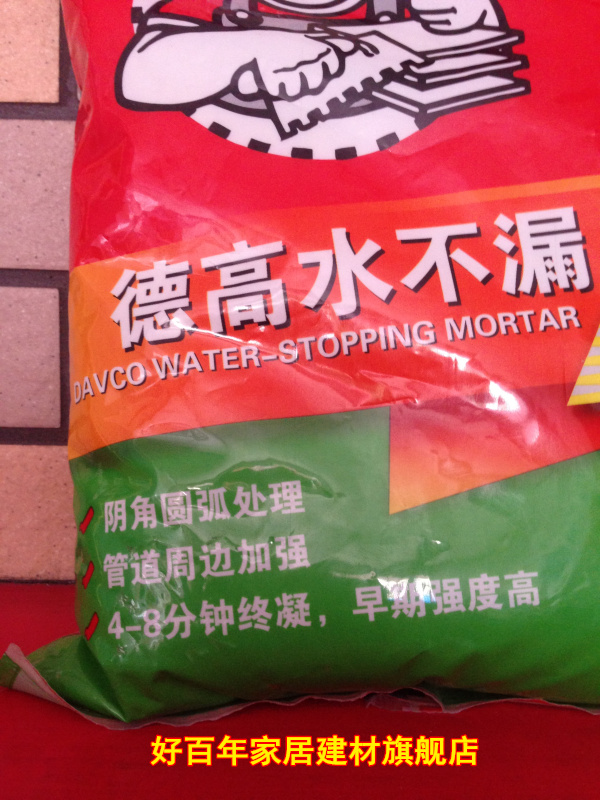 德高水不漏
DAVCO WATER-STOPPING MORTAR
阴角圆弧处理
管道周边加强
4-8分钟终凝，早期强度高
好百年家居建材旗舰店